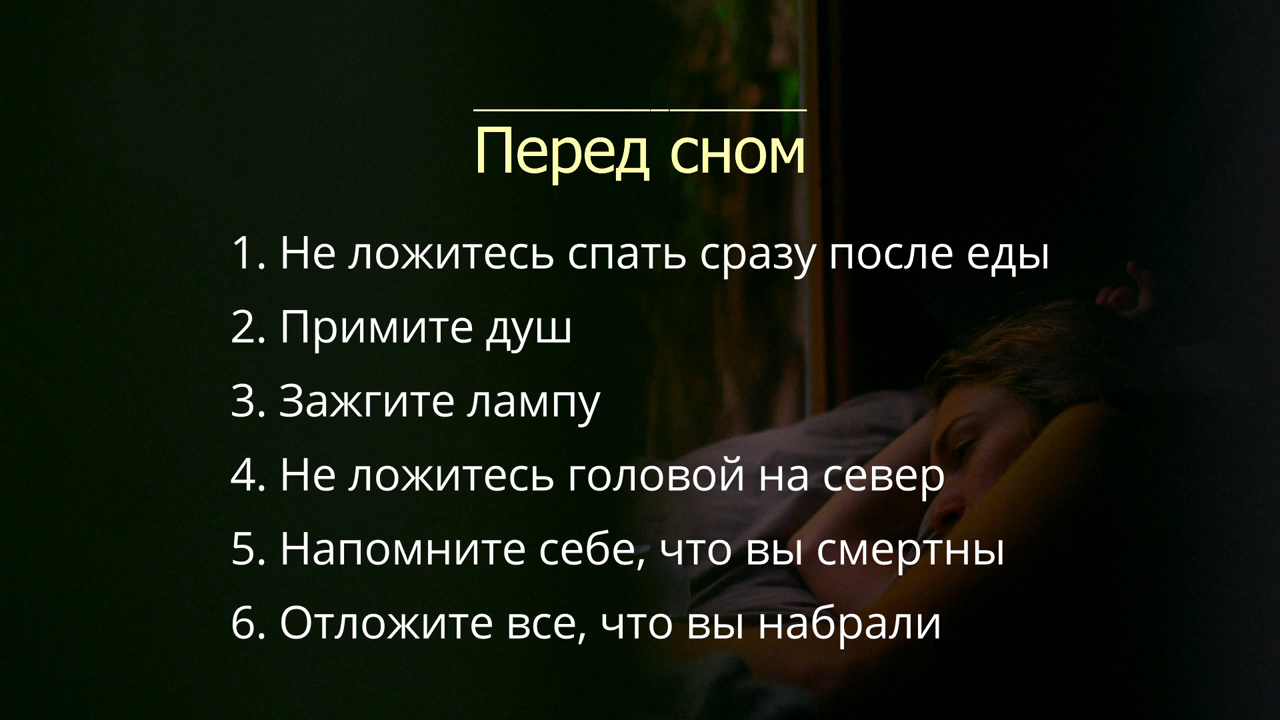 Перед сном
1. Не ложитесь спать сразу после еды
2. Примите душ
3. Зажгите лампу
4. Не ложитесь головой на север
5. Напомните себе, что вы смертны
6. Отложите все, что вы набрали